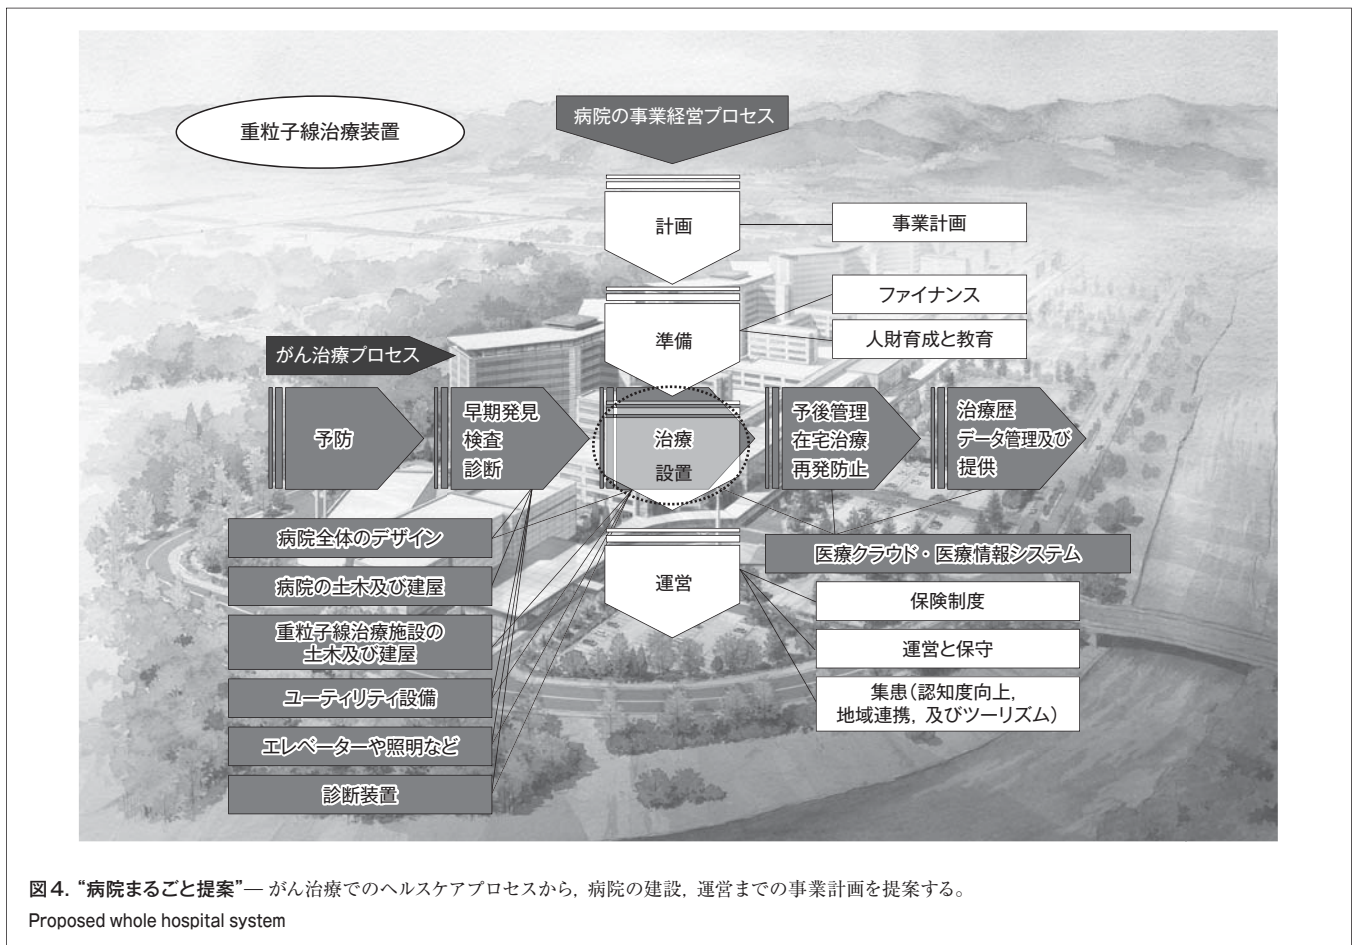 重粒子線治療装置
病院の事業経営プロセス
計画
事業計画
準備
ファイナンス
人財育成と教育
がん治療プロセス
予防
早期発見
検査
診断
治療
設置
予後管理
在宅治療
再発防止
治療歴
データ管理及び
提供
病院全体のデザイン
病院の土木及び建屋
重粒子線治療施設の
土木及び建屋
ユーティリティ設備
エレベーターや照明など
診断装置
運営
医療クラウド・医療情報システム
保険制度
運営と保守
集患(認知度向上,
地域連携, 及びツーリズム)
図4. “病院まるごと提案”— がん治療でのヘルスケアプロセスから, 病院の建設, 運営までの事業計画を提案する。
Proposed whole hospital system